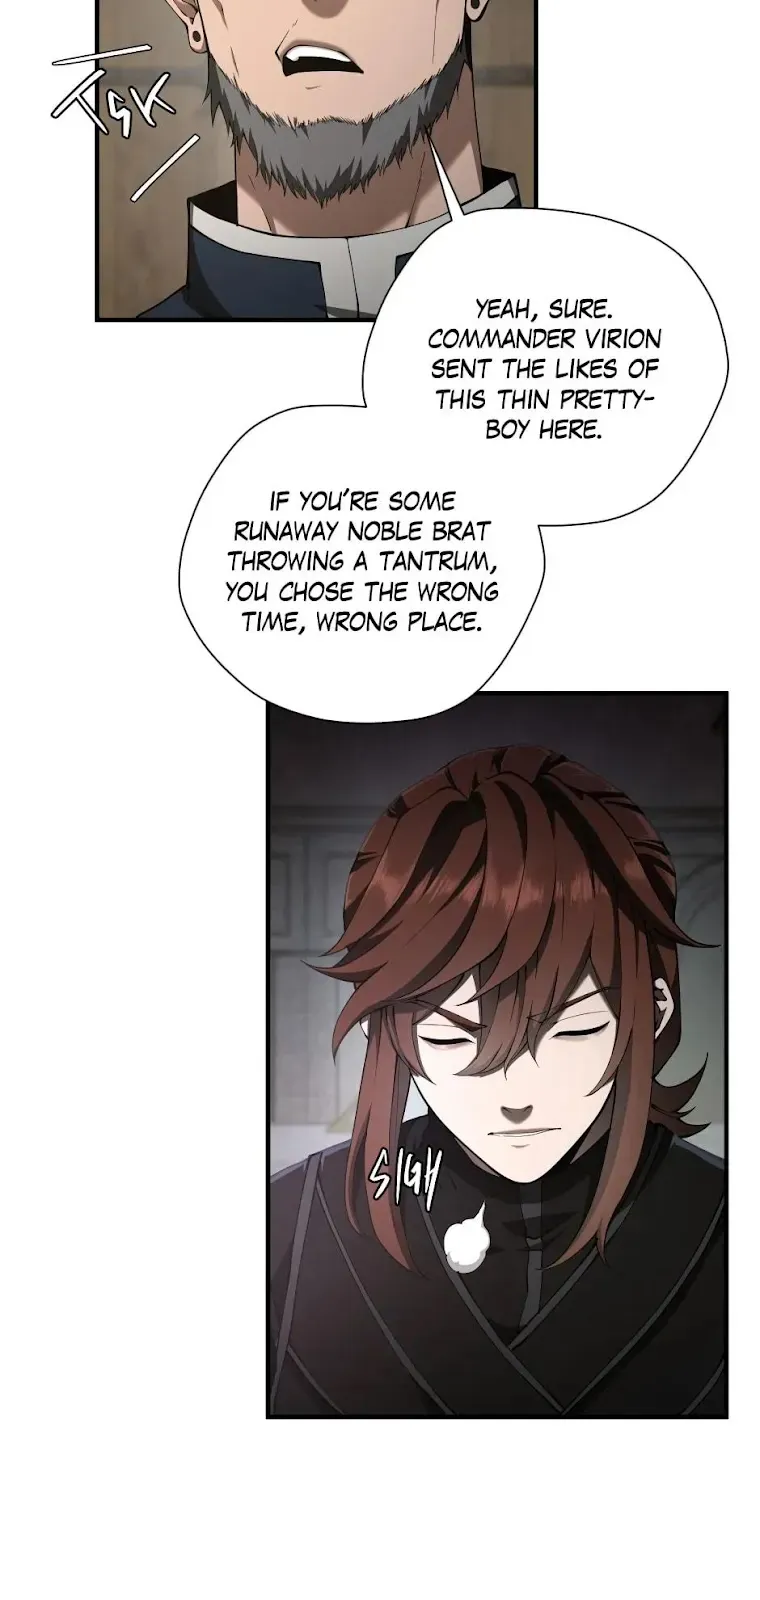 TSK
YEAH, SURE.
COMMANDER VIRION
SENT THE LIKES OF
THIS THIN PRETTY-
BOY HERE.
IF YOU'RE SOME
RUNAWAY NOBLE BRAT
THROWING A TANTRUM,
YOU CHOSE THE WRONG
TIME, WRONG PLACE.
SIGH